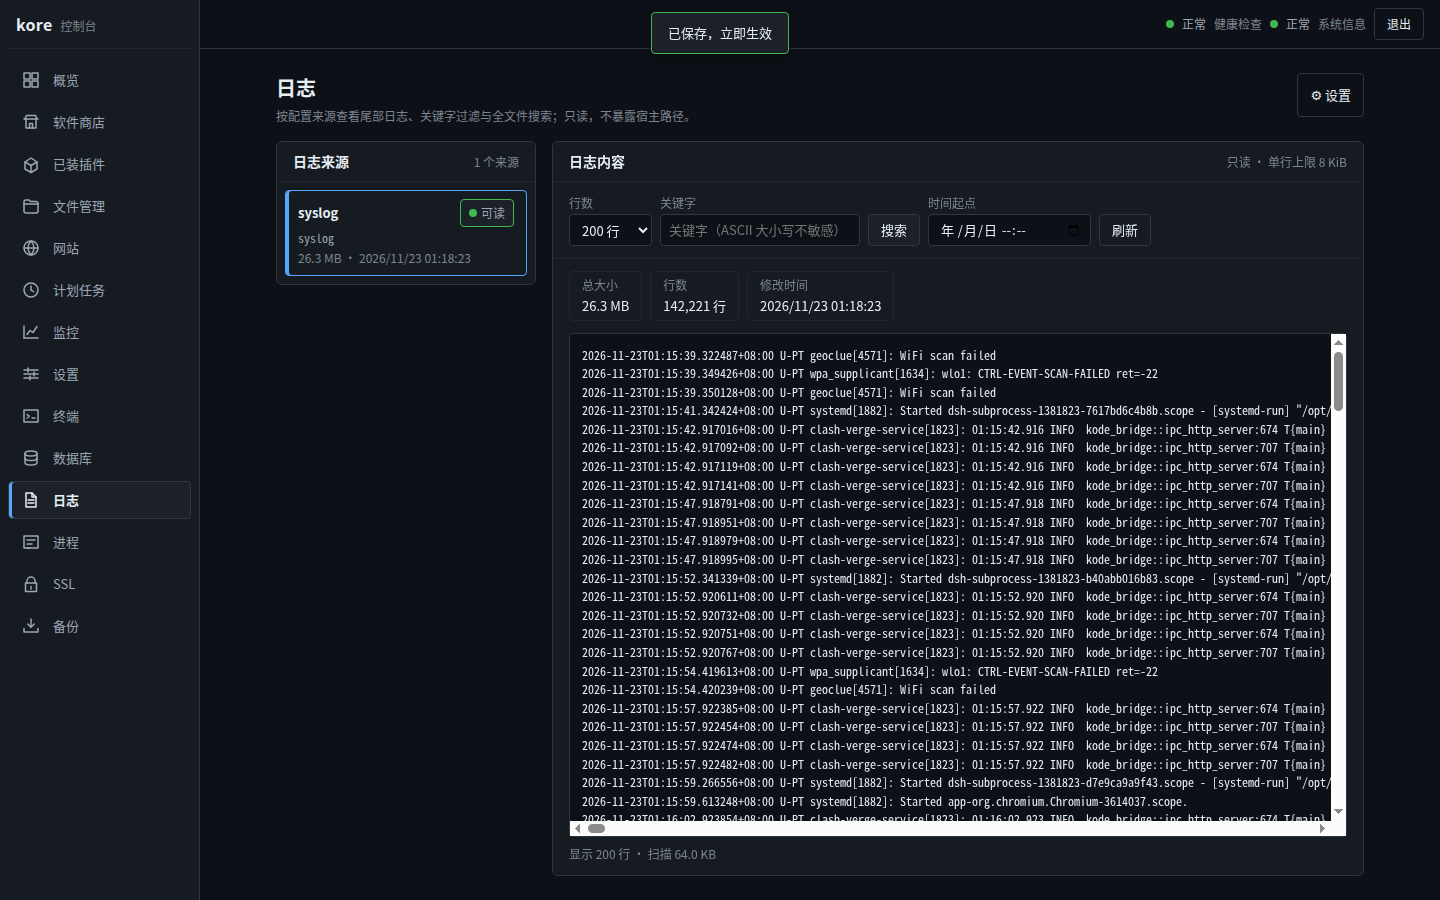 kore 控制台
概览
软件商店
已装插件
文件管理
网站
计划任务
监控
设置
终端
数据库
日志
进程
SSL
备份
已保存，立即生效
正常 健康检查 正常 系统信息 退出
日志
按配置来源查看尾部日志、关键字过滤与全文件搜索；只读，不暴露宿主路径。
⚙ 设置
日志来源 1 个来源
syslog 可读
syslog
26.3 MB · 2026/11/23 01:18:23
日志内容 只读 · 单行上限 8 KiB
行数 关键字 时间起点
200 行 关键字（ASCII 大小写不敏感） 搜索 年 /月/日 --:-- 刷新
总大小 行数 修改时间
26.3 MB 142,221 行 2026/11/23 01:18:23
2026-11-23T01:15:39.322487+08:00 U-PT geoclue[4571]: WiFi scan failed
2026-11-23T01:15:39.349426+08:00 U-PT wpa_supplicant[1634]: wlo1: CTRL-EVENT-SCAN-FAILED ret=-22
2026-11-23T01:15:39.350128+08:00 U-PT geoclue[4571]: WiFi scan failed
2026-11-23T01:15:41.342424+08:00 U-PT systemd[1882]: Started dsh-subprocess-1381823-7617bd6c4b8b.scope - [systemd-run] "/opt/
2026-11-23T01:15:42.917016+08:00 U-PT clash-verge-service[1823]: 01:15:42.916 INFO  kode_bridge::ipc_http_server:674 T{main}
2026-11-23T01:15:42.917092+08:00 U-PT clash-verge-service[1823]: 01:15:42.916 INFO  kode_bridge::ipc_http_server:707 T{main}
2026-11-23T01:15:42.917119+08:00 U-PT clash-verge-service[1823]: 01:15:42.916 INFO  kode_bridge::ipc_http_server:674 T{main}
2026-11-23T01:15:42.917141+08:00 U-PT clash-verge-service[1823]: 01:15:42.916 INFO  kode_bridge::ipc_http_server:707 T{main}
2026-11-23T01:15:47.918791+08:00 U-PT clash-verge-service[1823]: 01:15:47.918 INFO  kode_bridge::ipc_http_server:674 T{main}
2026-11-23T01:15:47.918951+08:00 U-PT clash-verge-service[1823]: 01:15:47.918 INFO  kode_bridge::ipc_http_server:707 T{main}
2026-11-23T01:15:47.918979+08:00 U-PT clash-verge-service[1823]: 01:15:47.918 INFO  kode_bridge::ipc_http_server:674 T{main}
2026-11-23T01:15:47.918995+08:00 U-PT clash-verge-service[1823]: 01:15:47.918 INFO  kode_bridge::ipc_http_server:707 T{main}
2026-11-23T01:15:52.341339+08:00 U-PT systemd[1882]: Started dsh-subprocess-1381823-b40abb016b83.scope - [systemd-run] "/opt/
2026-11-23T01:15:52.920611+08:00 U-PT clash-verge-service[1823]: 01:15:52.920 INFO  kode_bridge::ipc_http_server:674 T{main}
2026-11-23T01:15:52.920732+08:00 U-PT clash-verge-service[1823]: 01:15:52.920 INFO  kode_bridge::ipc_http_server:707 T{main}
2026-11-23T01:15:52.920751+08:00 U-PT clash-verge-service[1823]: 01:15:52.920 INFO  kode_bridge::ipc_http_server:674 T{main}
2026-11-23T01:15:52.920767+08:00 U-PT clash-verge-service[1823]: 01:15:52.920 INFO  kode_bridge::ipc_http_server:707 T{main}
2026-11-23T01:15:54.419613+08:00 U-PT wpa_supplicant[1634]: wlo1: CTRL-EVENT-SCAN-FAILED ret=-22
2026-11-23T01:15:54.420239+08:00 U-PT geoclue[4571]: WiFi scan failed
2026-11-23T01:15:57.922385+08:00 U-PT clash-verge-service[1823]: 01:15:57.922 INFO  kode_bridge::ipc_http_server:674 T{main}
2026-11-23T01:15:57.922454+08:00 U-PT clash-verge-service[1823]: 01:15:57.922 INFO  kode_bridge::ipc_http_server:707 T{main}
2026-11-23T01:15:57.922474+08:00 U-PT clash-verge-service[1823]: 01:15:57.922 INFO  kode_bridge::ipc_http_server:674 T{main}
2026-11-23T01:15:57.922482+08:00 U-PT clash-verge-service[1823]: 01:15:57.922 INFO  kode_bridge::ipc_http_server:707 T{main}
2026-11-23T01:15:59.266556+08:00 U-PT systemd[1882]: Started dsh-subprocess-1381823-d7e9ca9a9f43.scope - [systemd-run] "/opt/
2026-11-23T01:15:59.613248+08:00 U-PT systemd[1882]: Started app-org.chromium.Chromium-3614037.scope.
2026-11-23T01:16:02.923854+08:00 U-PT clash-verge-service[1823]: 01:16:02.923 INFO  kode_bridge::ipc_http_server:674 T{main}
显示 200 行 · 扫描 64.0 KB